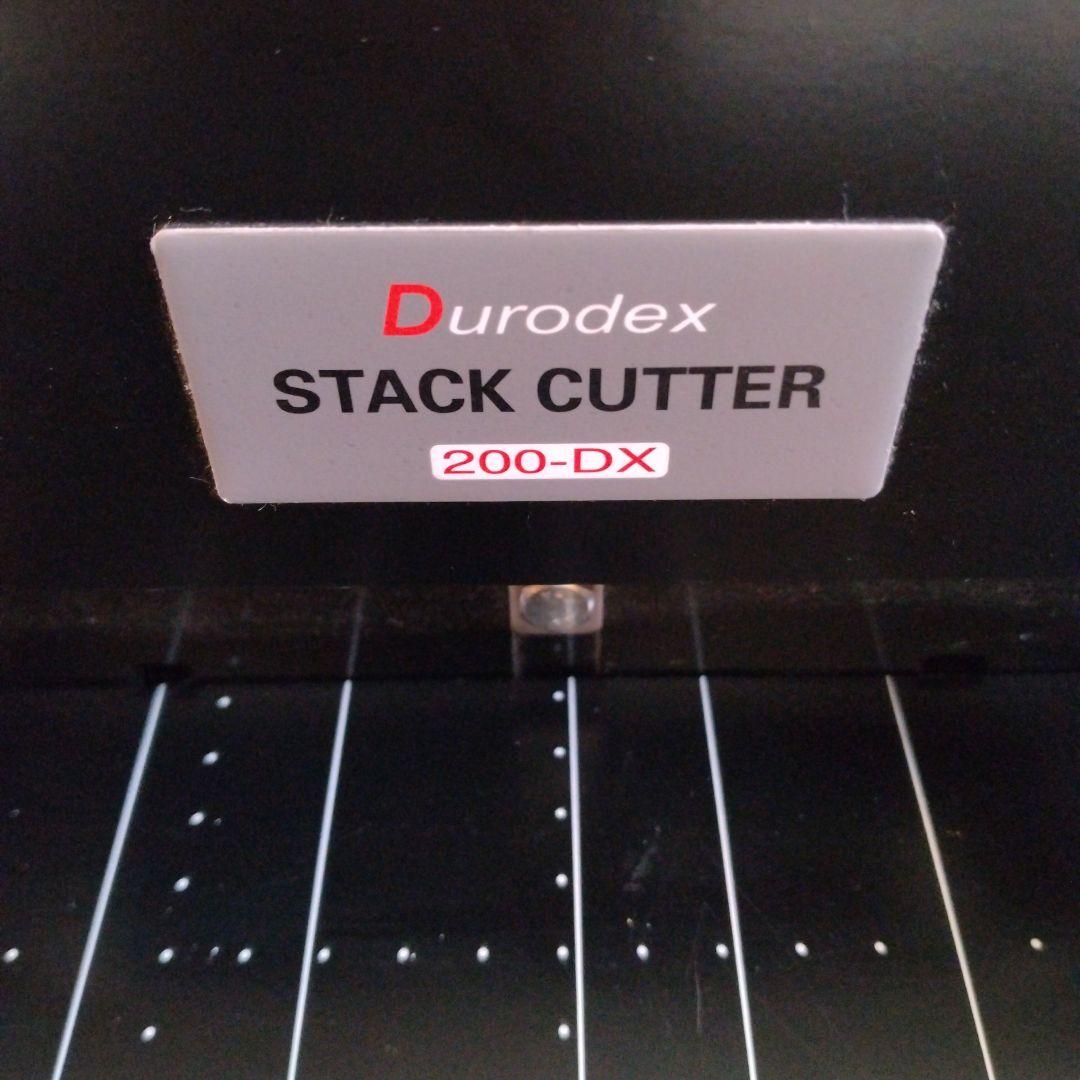 Durodex
STACK CUTTER
200-DX